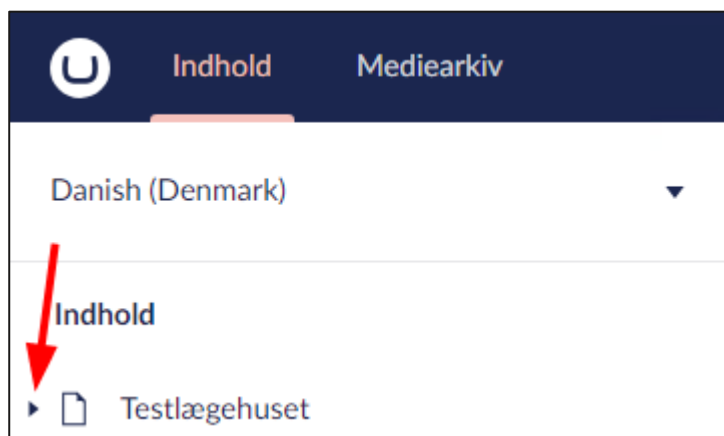 Indhold Mediearkiv
Danish (Denmark)
Indhold
Testlægehuset